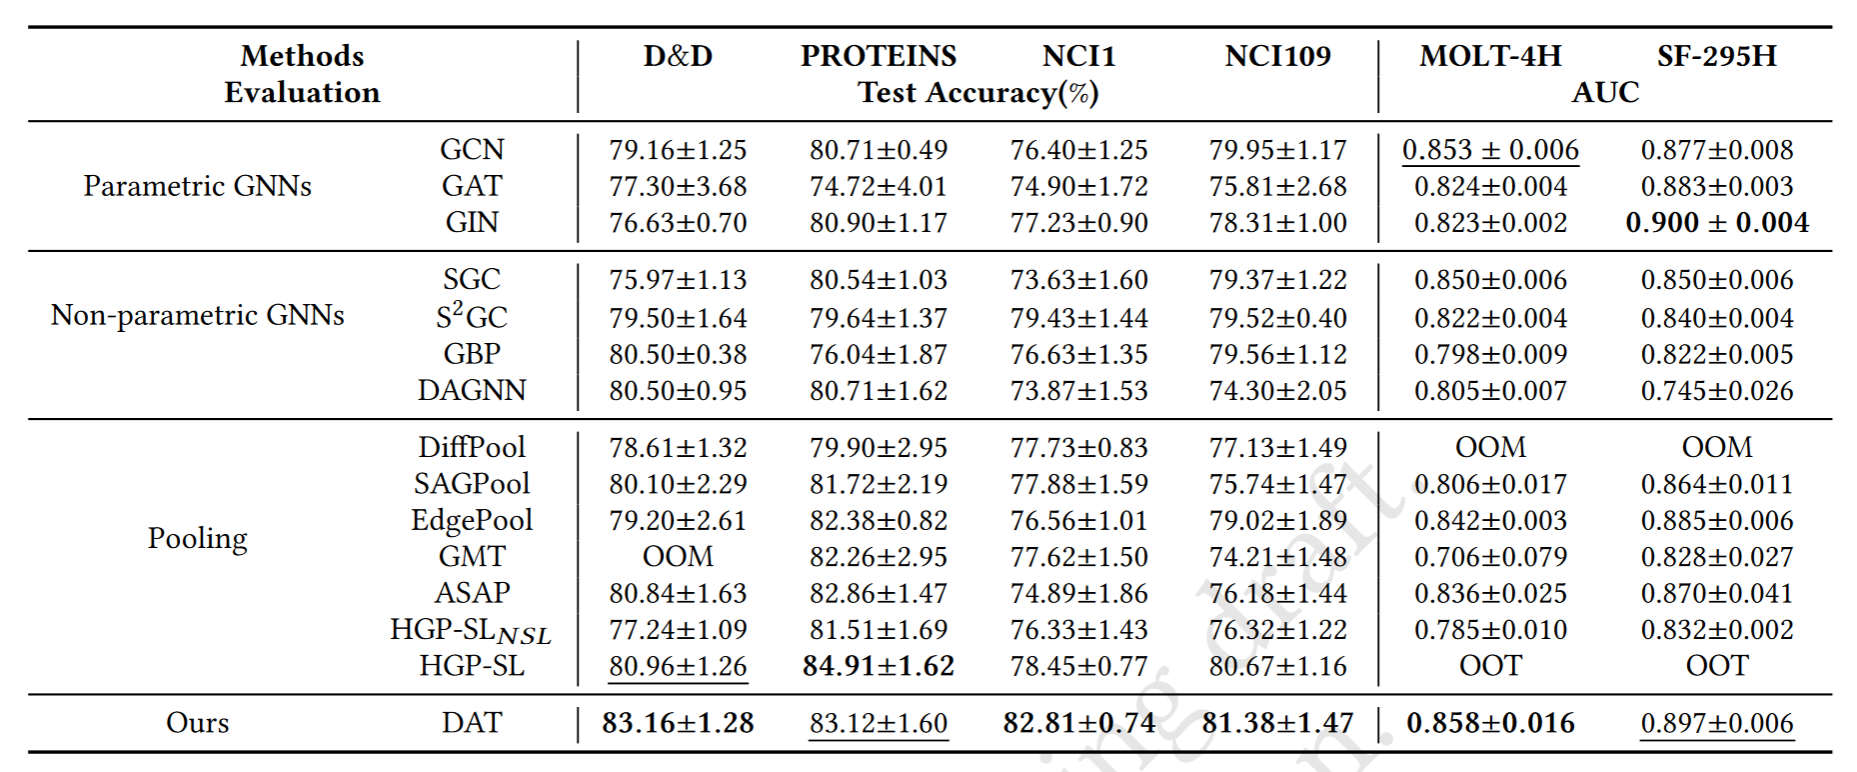 Methods D&D PROTEINS NCI1 NCI109 MOLT-4H SF-295H
Evaluation Test Accuracy(%) AUC
GCN 79.16±1.25 80.71±0.49 76.40±1.25 79.95±1.17 0.853 ± 0.006 0.877±0.008
Parametric GNNs GAT 77.30±3.68 74.72±4.01 74.90±1.72 75.81±2.68 0.824±0.004 0.883±0.003
GIN 76.63±0.70 80.90±1.17 77.23±0.90 78.31±1.00 0.823±0.002 0.900 ± 0.004
SGC 75.97±1.13 80.54±1.03 73.63±1.60 79.37±1.22 0.850±0.006 0.850±0.006
Non-parametric GNNs S²GC 79.50±1.64 79.64±1.37 79.43±1.44 79.52±0.40 0.822±0.004 0.840±0.004
GBP 80.50±0.38 76.04±1.87 76.63±1.35 79.56±1.12 0.798±0.009 0.822±0.005
DAGNN 80.50±0.95 80.71±1.62 73.87±1.53 74.30±2.05 0.805±0.007 0.745±0.026
DiffPool 78.61±1.32 79.90±2.95 77.73±0.83 77.13±1.49 OOM OOM
SAGPool 80.10±2.29 81.72±2.19 77.88±1.59 75.74±1.47 0.806±0.017 0.864±0.011
EdgePool 79.20±2.61 82.38±0.82 76.56±1.01 79.02±1.89 0.842±0.003 0.885±0.006
Pooling GMT OOM 82.26±2.95 77.62±1.50 74.21±1.48 0.706±0.079 0.828±0.027
ASAP 80.84±1.63 82.86±1.47 74.89±1.86 76.18±1.44 0.836±0.025 0.870±0.041
HGP-SL_NSL 77.24±1.09 81.51±1.69 76.33±1.43 76.32±1.22 0.785±0.010 0.832±0.002
HGP-SL 80.96±1.26 84.91±1.62 78.45±0.77 80.67±1.16 OOT OOT
Ours DAT 83.16±1.28 83.12±1.60 82.81±0.74 81.38±1.47 0.858±0.016 0.897±0.006
draft.